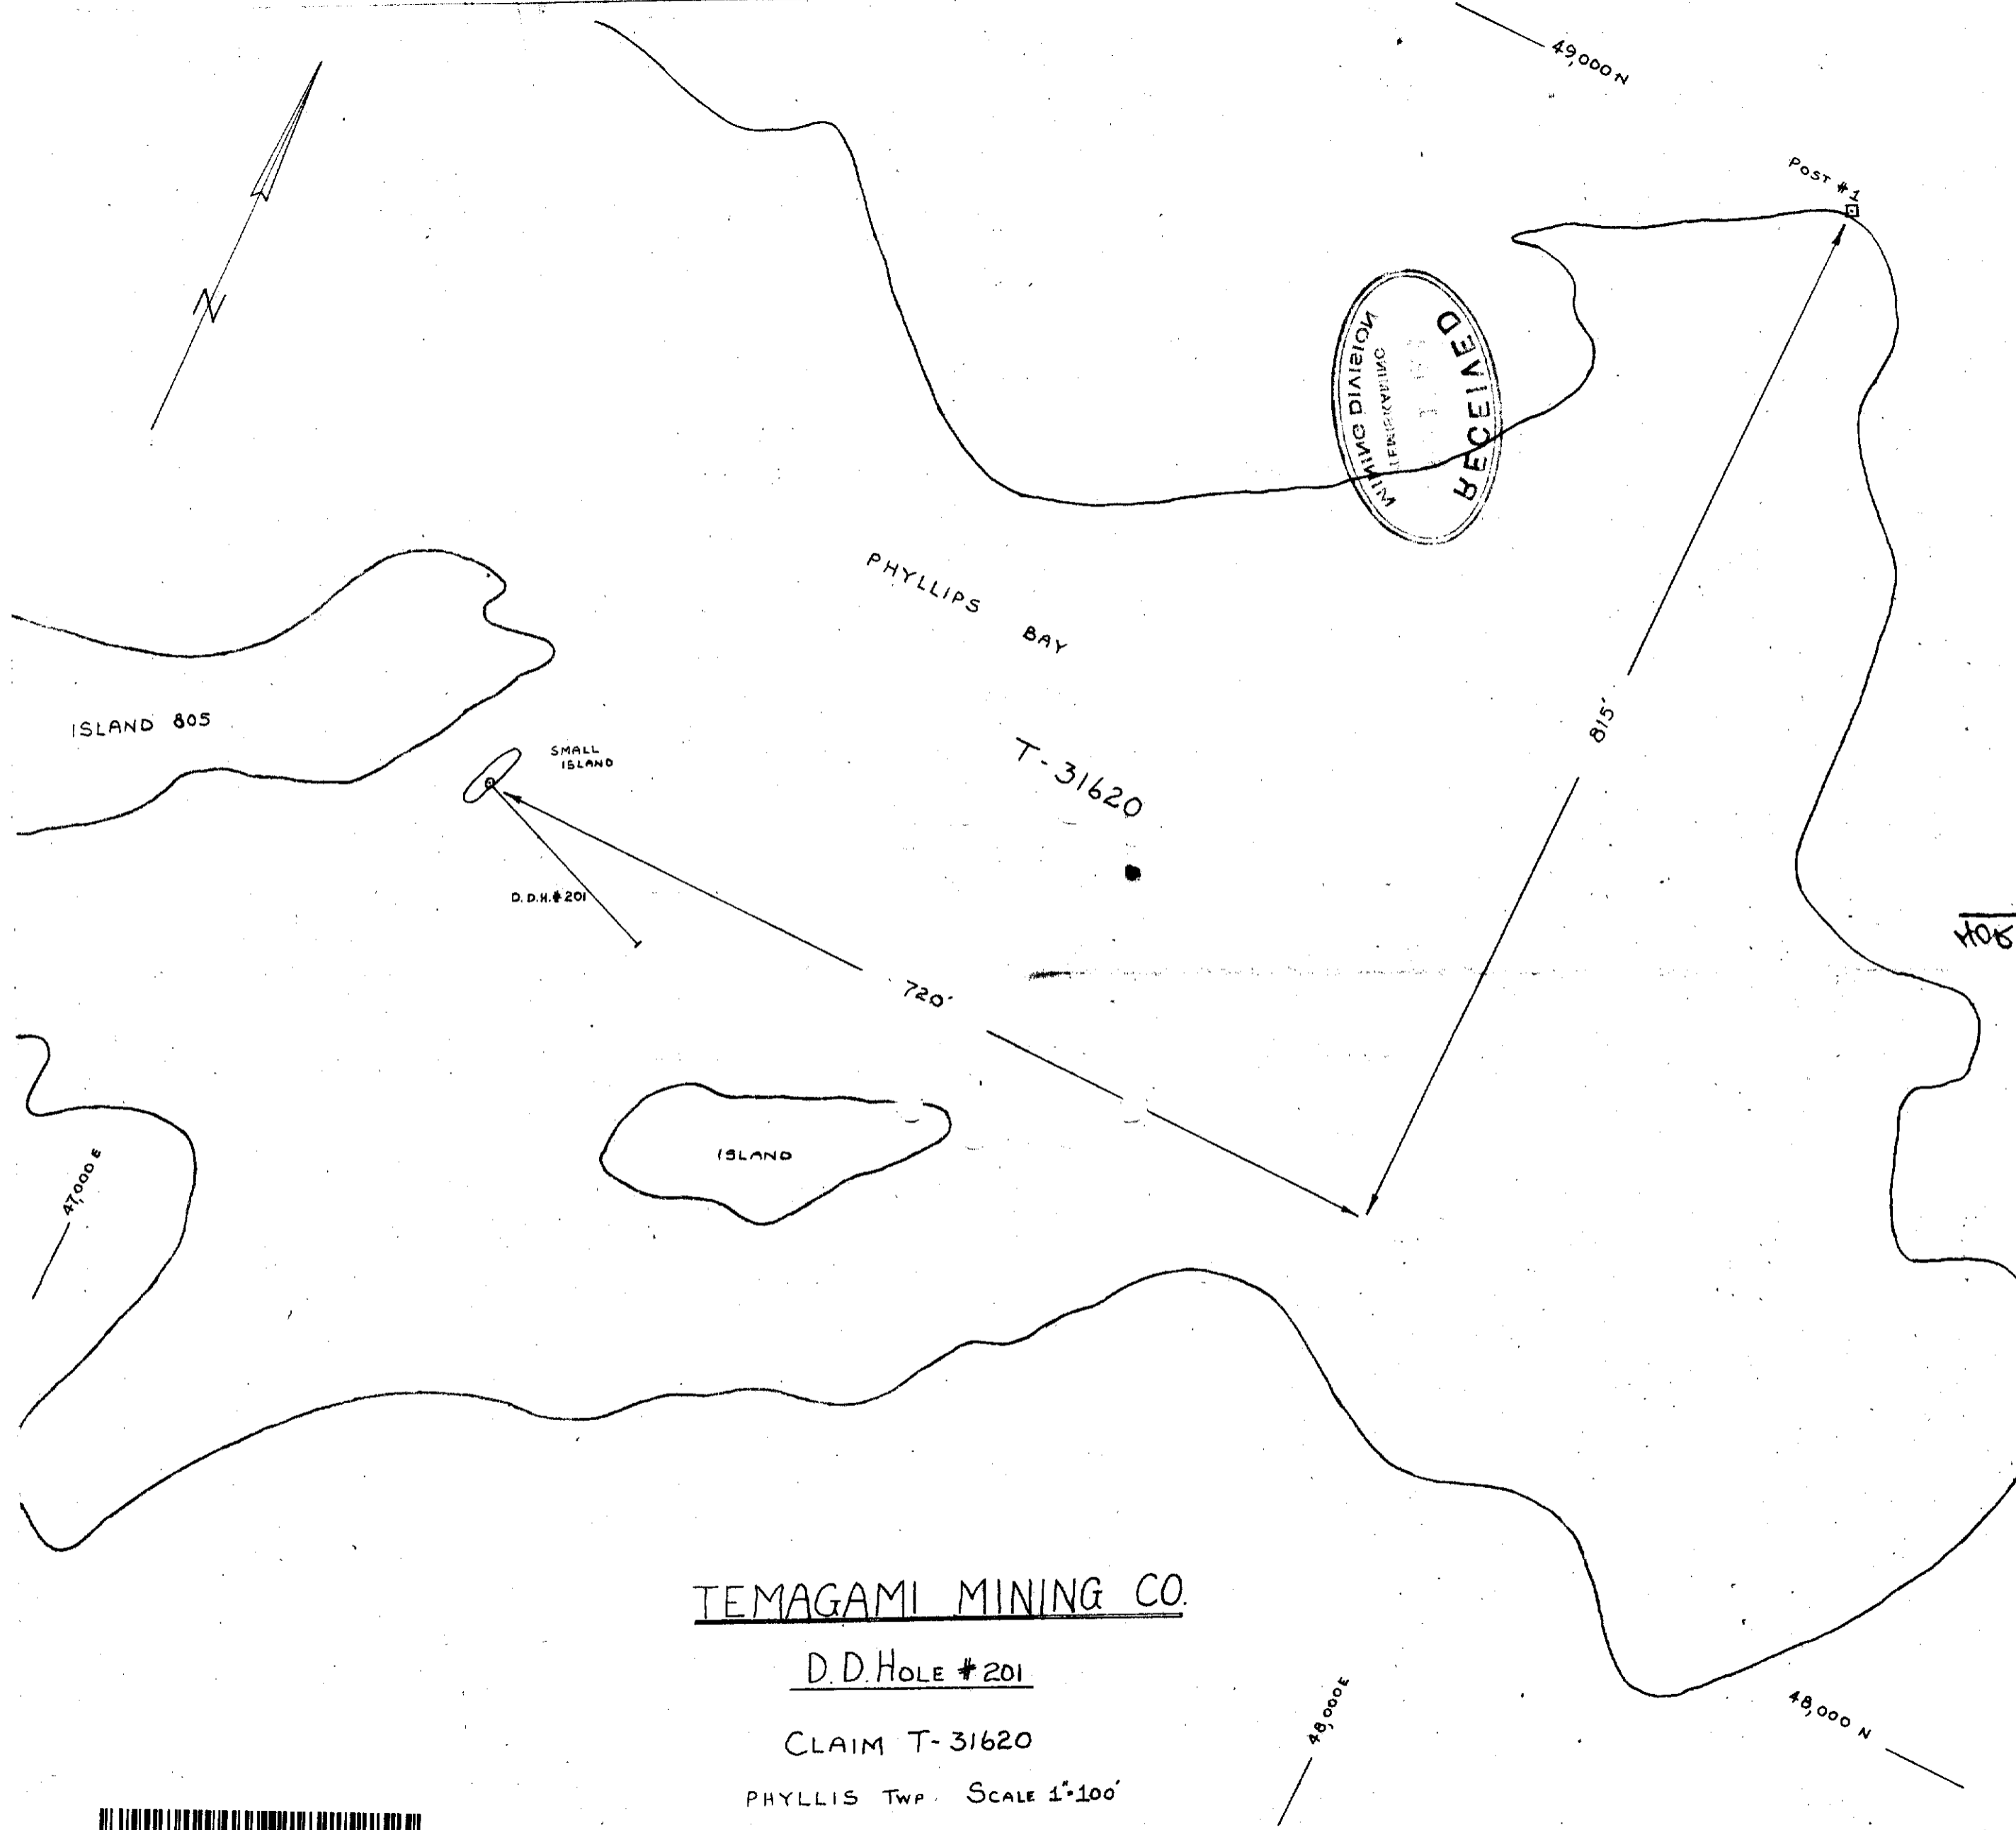 49,000 N
POST #1
N
RECEIVED
MINING DIVISION
PHYLLIPS
BAY
ISLAND 805
SMALL
ISLAND
815'
T-31620
D.D.H. #201
720'
ISLAND
47,000 E
TEMAGAMI MINING CO.
D.D. HOLE #201
CLAIM T-31620
PHYLLIS TWP. SCALE 1"=100'
48,000 E
48,000 N